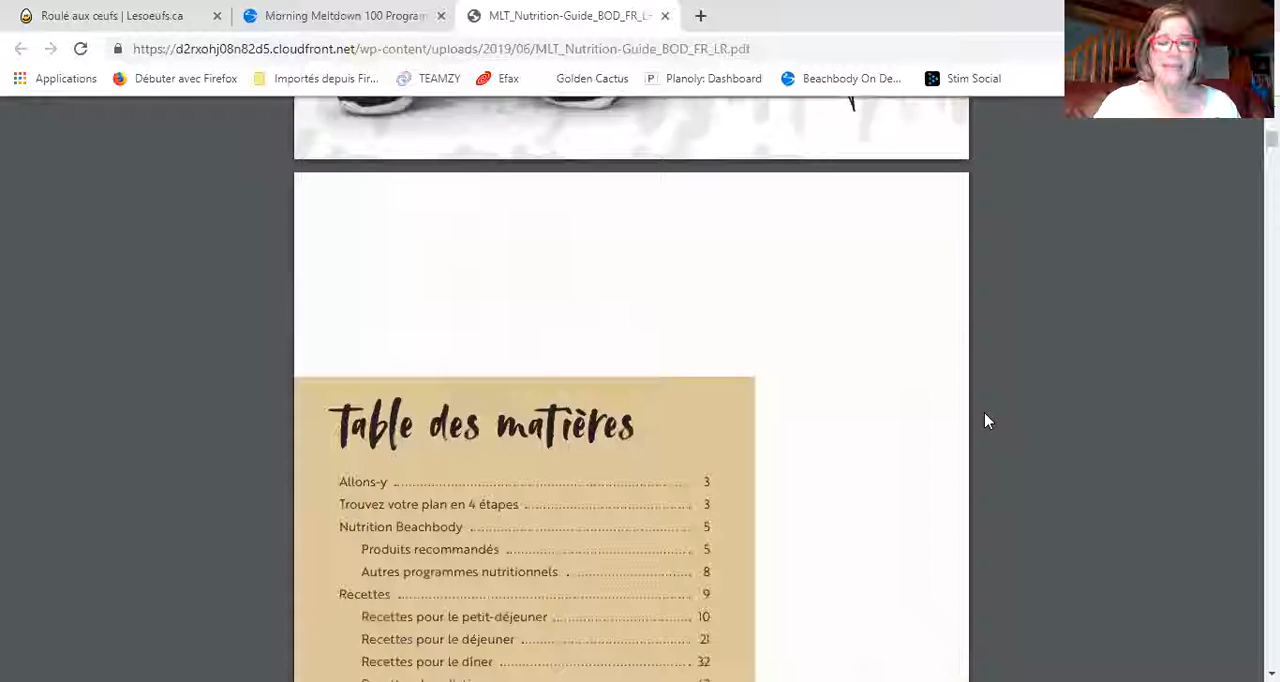 Roulé aux œufs | Lesoeufs.ca
Morning Meltdown 100 Program
MLT_Nutrition-Guide_BOD_FR_L
https://d2rxohj08n82d5.cloudfront.net/wp-content/uploads/2019/06/MLT_Nutrition-Guide_BOD_FR_LR.pdf
Applications
Débuter avec Firefox
Importés depuis Fir...
TEAMZY
Efax
Golden Cactus
P Planoly: Dashboard
Beachbody On De...
Stim Social
Table des matières
Allons-y 3
Trouvez votre plan en 4 étapes 3
Nutrition Beachbody 5
Produits recommandés 5
Autres programmes nutritionnels 8
Recettes 9
Recettes pour le petit-déjeuner 10
Recettes pour le déjeuner 21
Recettes pour le dîner 32